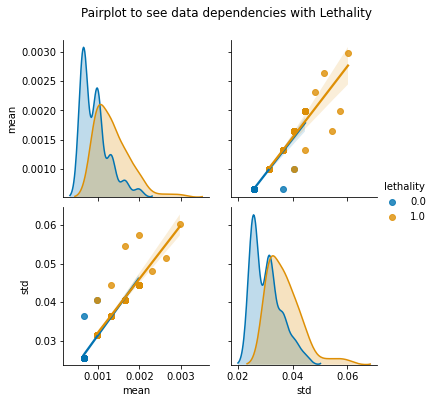 Pairplot to see data dependencies with Lethality
0.0030
0.0025
0.0020
0.0015
0.0010
mean
lethality
0.0
1.0
0.06
0.05
0.04
0.03
std
0.001 0.002 0.003
mean
0.02 0.04 0.06
std